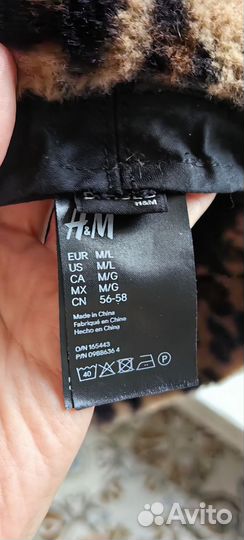 H&M
H&M
EUR M/L
US M/L
CA M/G
MX M/G
CN 56-58
Made in China
Fabriqué en Chine
Hecho en China
O/N 165443
P/N 0988636 4
40
P
Avito